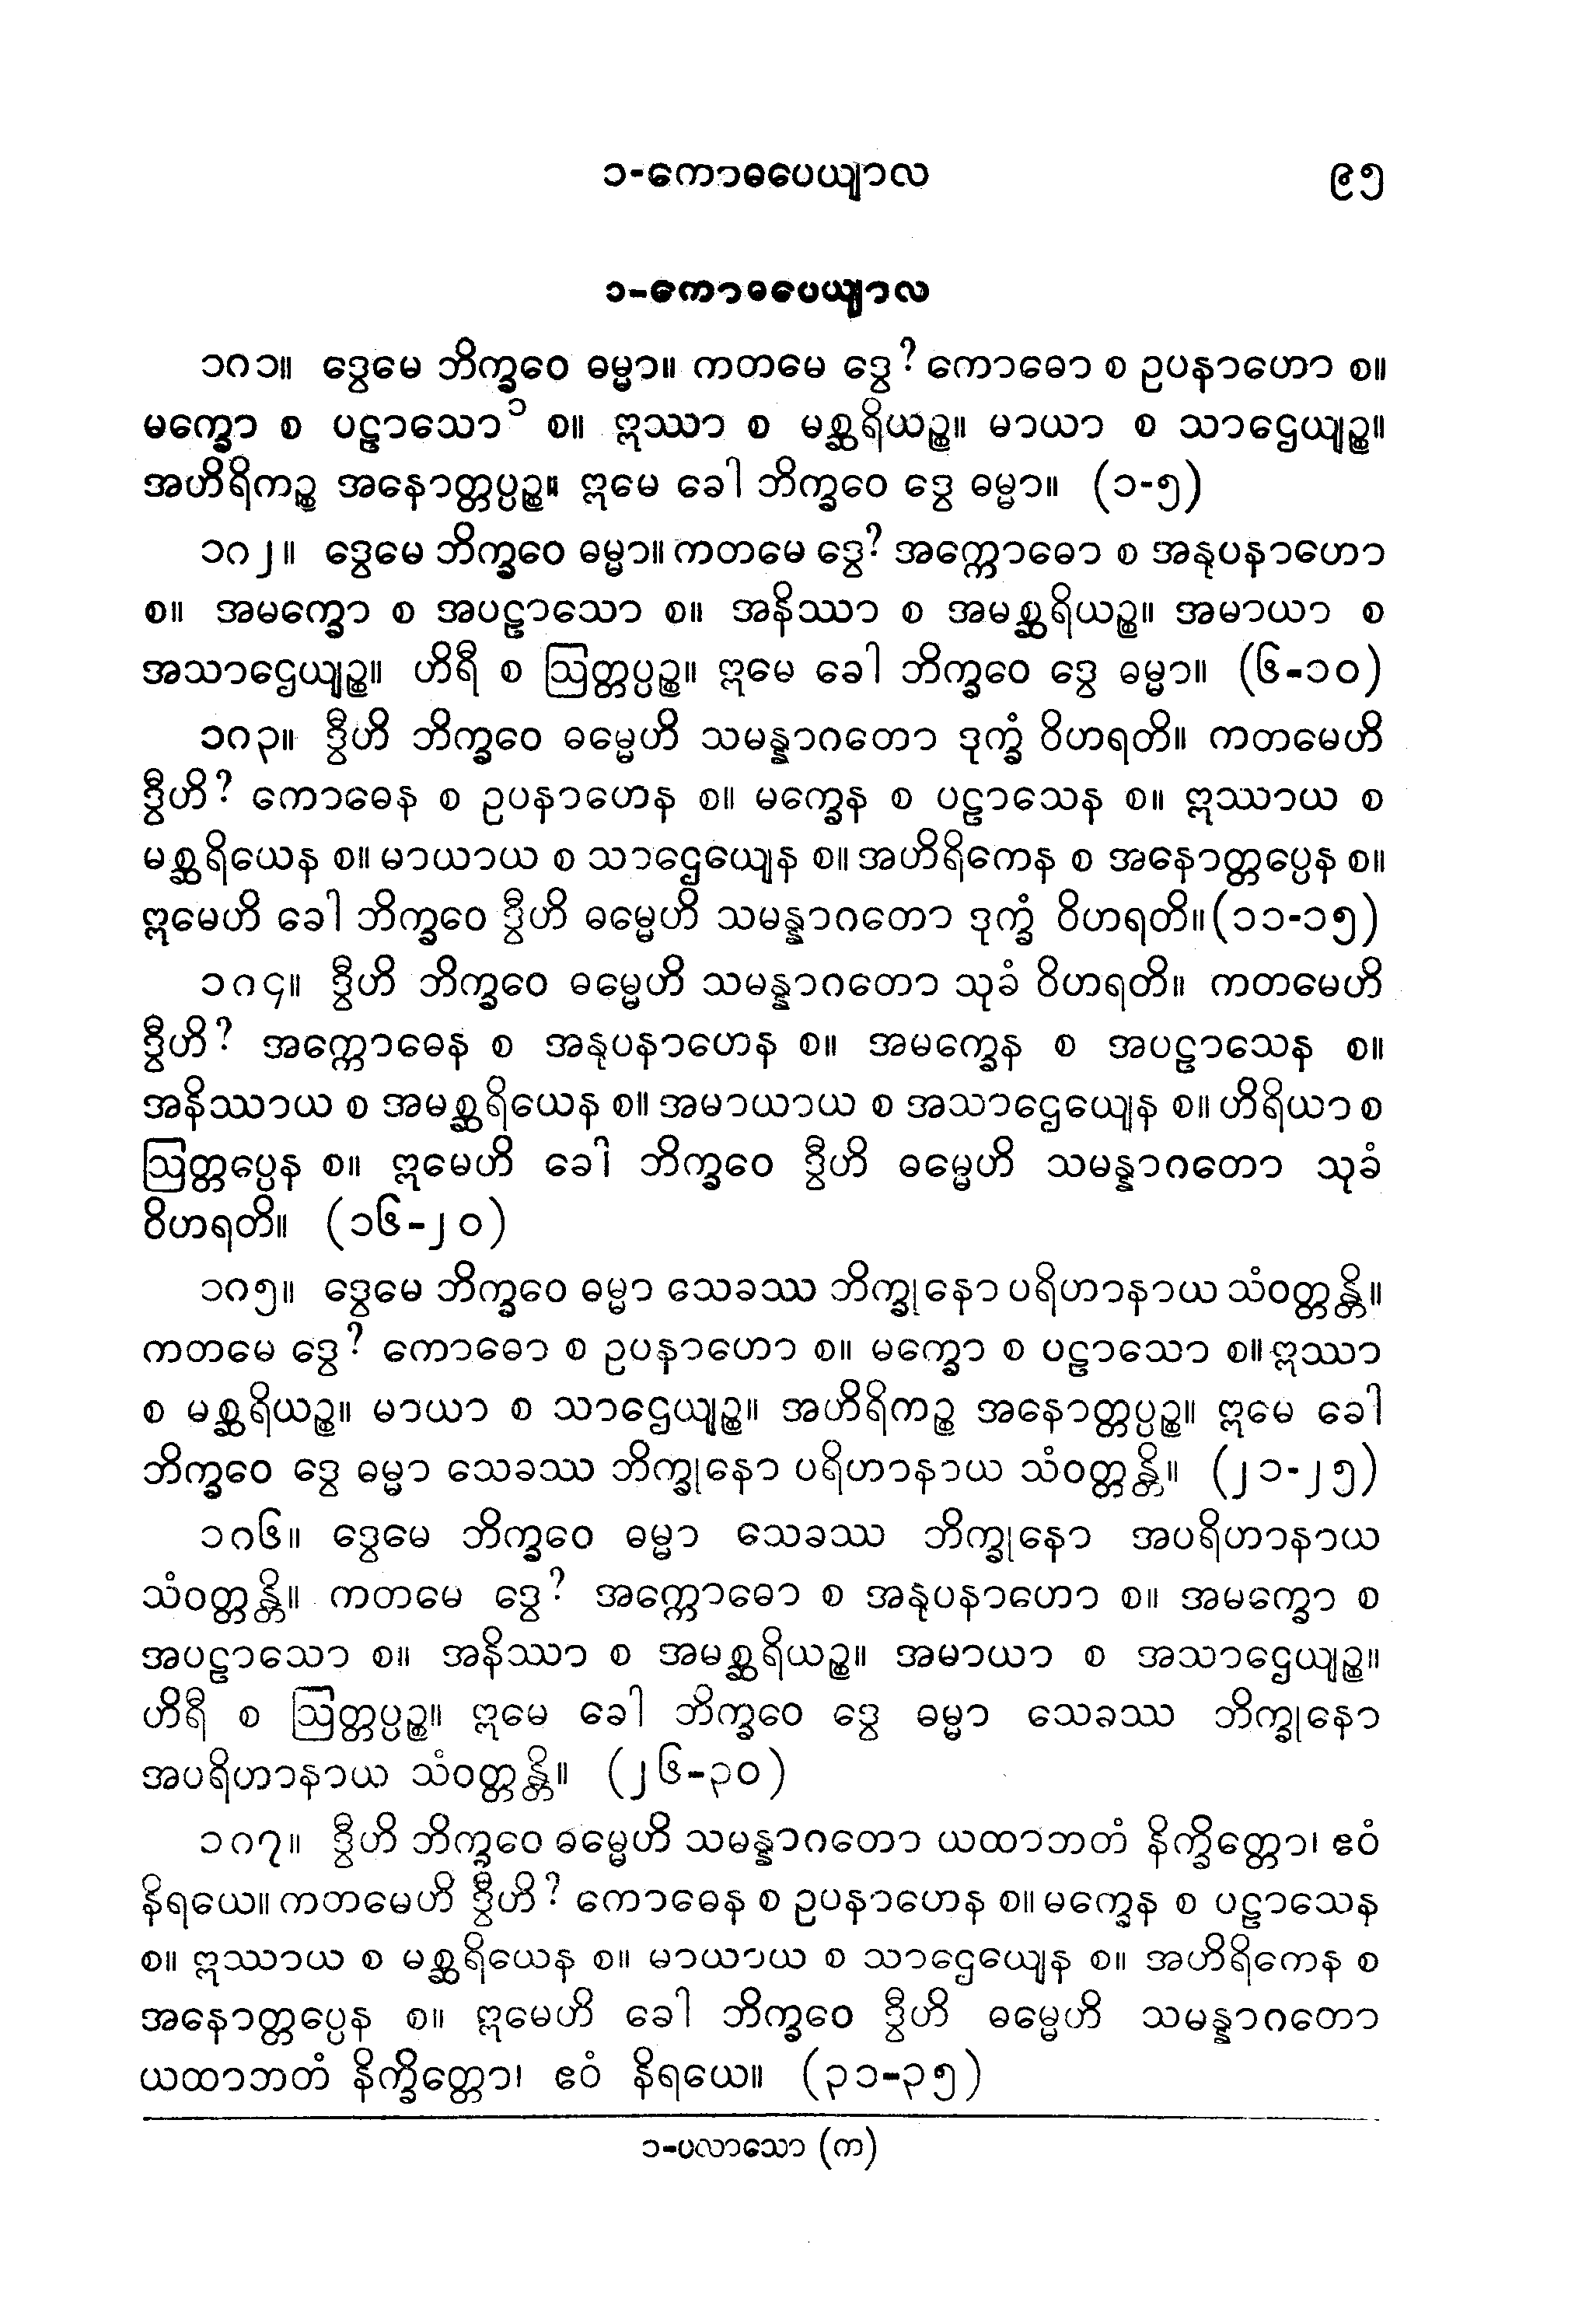 ၁-ကောဓပေယျာလ ၉၅
၁-ကောဓပေယျာလ
၁၈၁။ ဒွေမေ ဘိက္ခဝေ ဓမ္မာ။ ကတမေ ဒွေ? ကောဓော စ ဥပနာဟော စ။
မက္ခော စ ပဠာသော၁ စ။ ဣဿာ စ မစ္ဆရိယဉ္စ။ မာယာ စ သာဌေယျဉ္စ။
အဟိရိကဉ္စ အနောတ္တပ္ပဉ္စ။ ဣမေ ခေါ ဘိက္ခဝေ ဒွေ ဓမ္မာ။ (၁-၅)
၁၈၂။ ဒွေမေ ဘိက္ခဝေ ဓမ္မာ။ ကတမေ ဒွေ? အက္ကောဓော စ အနုပနာဟော
စ။ အမက္ခော စ အပဠာသော စ။ အနိဿာ စ အမစ္ဆရိယဉ္စ။ အမာယာ စ
အသာဌေယျဉ္စ။ ဟိရီ စ ဩတ္တပ္ပဉ္စ။ ဣမေ ခေါ ဘိက္ခဝေ ဒွေ ဓမ္မာ။ (၆-၁၀)
၁၈၃။ ဒွီဟိ ဘိက္ခဝေ ဓမ္မေဟိ သမန္နာဂတော ဒုက္ခံ ဝိဟရတိ။ ကတမေဟိ
ဒွီဟိ? ကောဓေန စ ဥပနာဟေန စ။ မက္ခေန စ ပဠာသေန စ။ ဣဿာယ စ
မစ္ဆရိယေန စ။ မာယာယ စ သာဌေယျေန စ။ အဟိရိကေန စ အနောတ္တပ္ပေန စ။
ဣမေဟိ ခေါ ဘိက္ခဝေ ဒွီဟိ ဓမ္မေဟိ သမန္နာဂတော ဒုက္ခံ ဝိဟရတိ။ (၁၁-၁၅)
၁၈၄။ ဒွီဟိ ဘိက္ခဝေ ဓမ္မေဟိ သမန္နာဂတော သုခံ ဝိဟရတိ။ ကတမေဟိ
ဒွီဟိ? အက္ကောဓေန စ အနုပနာဟေန စ။ အမက္ခေန စ အပဠာသေန စ။
အနိဿာယ စ အမစ္ဆရိယေန စ။ အမာယာယ စ အသာဌေယျေန စ။ ဟိရိယာ စ
ဩတ္တပ္ပေန စ။ ဣမေဟိ ခေါ ဘိက္ခဝေ ဒွီဟိ ဓမ္မေဟိ သမန္နာဂတော သုခံ
ဝိဟရတိ။ (၁၆-၂၀)
၁၈၅။ ဒွေမေ ဘိက္ခဝေ ဓမ္မာ သေခဿ ဘိက္ခုနော ပရိဟာနာယ သံဝတ္တန္တိ။
ကတမေ ဒွေ? ကောဓော စ ဥပနာဟော စ။ မက္ခော စ ပဠာသော စ။ ဣဿာ
စ မစ္ဆရိယဉ္စ။ မာယာ စ သာဌေယျဉ္စ။ အဟိရိကဉ္စ အနောတ္တပ္ပဉ္စ။ ဣမေ ခေါ
ဘိက္ခဝေ ဒွေ ဓမ္မာ သေခဿ ဘိက္ခုနော ပရိဟာနာယ သံဝတ္တန္တိ။ (၂၁-၂၅)
၁၈၆။ ဒွေမေ ဘိက္ခဝေ ဓမ္မာ သေခဿ ဘိက္ခုနော အပရိဟာနာယ
သံဝတ္တန္တိ။ ကတမေ ဒွေ? အက္ကောဓော စ အနုပနာဟော စ။ အမက္ခော စ
အပဠာသော စ။ အနိဿာ စ အမစ္ဆရိယဉ္စ။ အမာယာ စ အသာဌေယျဉ္စ။
ဟိရီ စ ဩတ္တပ္ပဉ္စ။ ဣမေ ခေါ ဘိက္ခဝေ ဒွေ ဓမ္မာ သေခဿ ဘိက္ခုနော
အပရိဟာနာယ သံဝတ္တန္တိ။ (၂၆-၃၀)
၁၈၇။ ဒွီဟိ ဘိက္ခဝေ ဓမ္မေဟိ သမန္နာဂတော ယထာဘတံ နိက္ခိတ္တော၊ ဧဝံ
နိရယေ။ ကတမေဟိ ဒွီဟိ? ကောဓေန စ ဥပနာဟေန စ။ မက္ခေန စ ပဠာသေန
စ။ ဣဿာယ စ မစ္ဆရိယေန စ။ မာယာယ စ သာဌေယျေန စ။ အဟိရိကေန စ
အနောတ္တပ္ပေန စ။ ဣမေဟိ ခေါ ဘိက္ခဝေ ဒွီဟိ ဓမ္မေဟိ သမန္နာဂတော
ယထာဘတံ နိက္ခိတ္တော၊ ဧဝံ နိရယေ။ (၃၁-၃၅)
၁-ပလာသော (က)